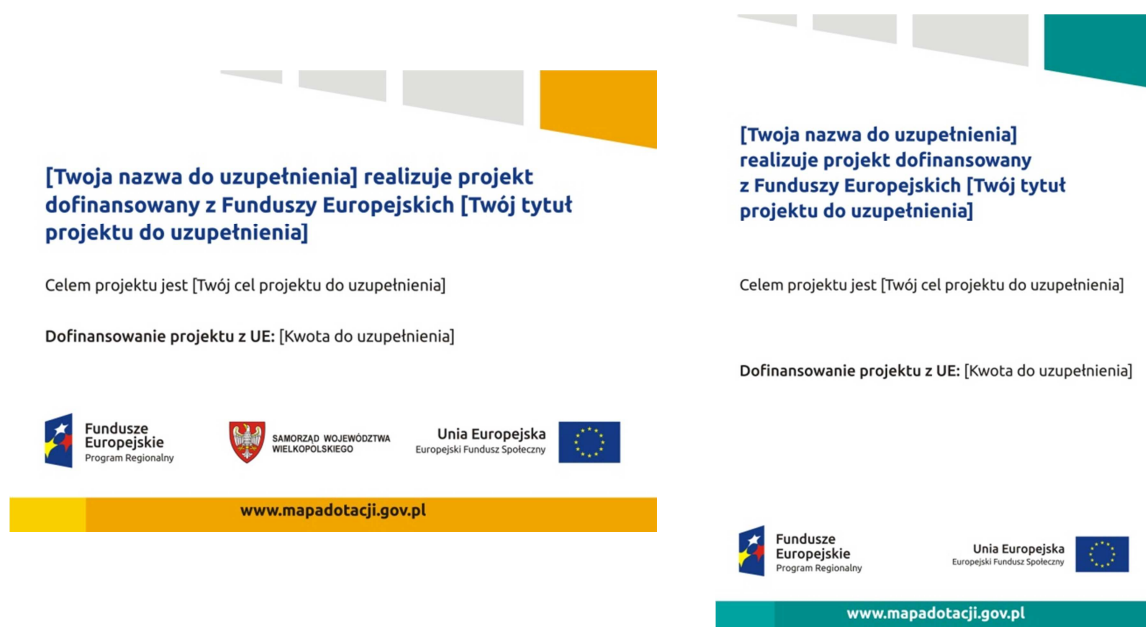 [Twoja nazwa do uzupełnienia] realizuje projekt
dofinansowany z Funduszy Europejskich [Twój tytuł
projektu do uzupełnienia]
Celem projektu jest [Twój cel projektu do uzupełnienia]
Dofinansowanie projektu z UE: [Kwota do uzupełnienia]
Fundusze
Europejskie
Program Regionalny
SAMORZĄD WOJEWÓDZTWA
WIELKOPOLSKIEGO
Unia Europejska
Europejski Fundusz Społeczny
www.mapadotacji.gov.pl
[Twoja nazwa do uzupełnienia]
realizuje projekt dofinansowany
z Funduszy Europejskich [Twój tytuł
projektu do uzupełnienia]
Celem projektu jest [Twój cel projektu do uzupełnienia]
Dofinansowanie projektu z UE: [Kwota do uzupełnienia]
Fundusze
Europejskie
Program Regionalny
Unia Europejska
Europejski Fundusz Społeczny
www.mapadotacji.gov.pl